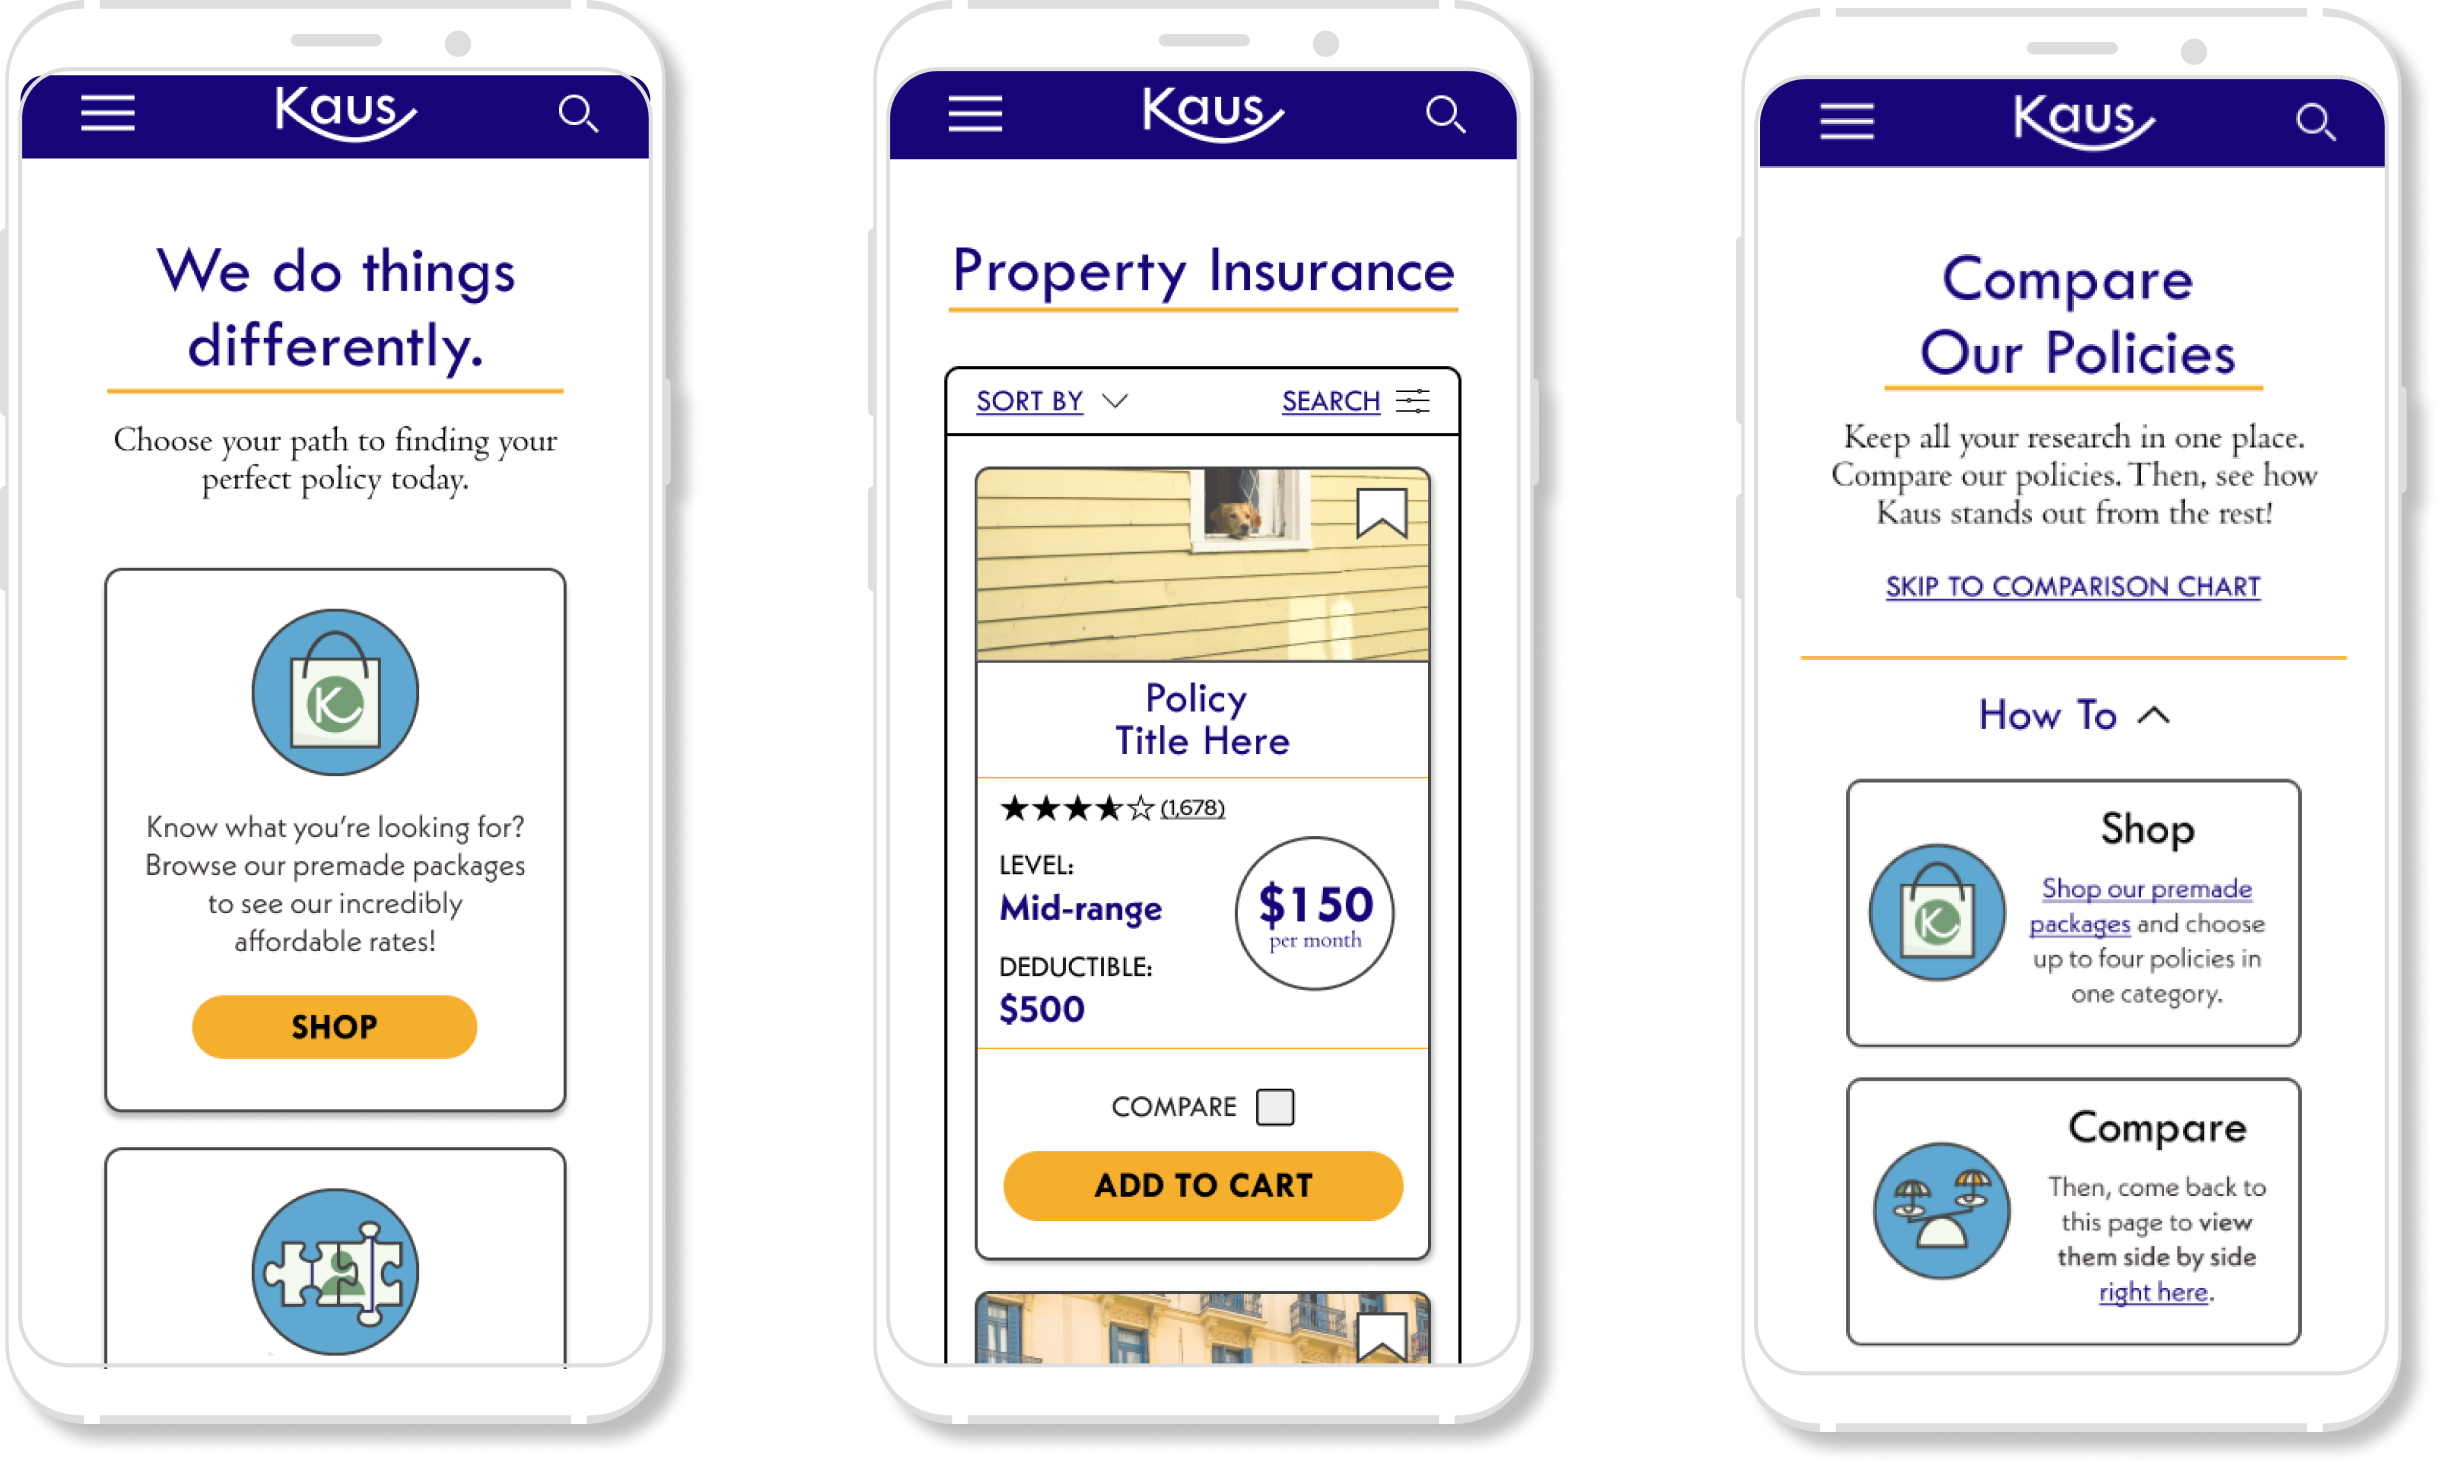 Kaus
We do things
differently.
Choose your path to finding your
perfect policy today.
K
Know what you're looking for?
Browse our premade packages
to see our incredibly
affordable rates!
SHOP
Kaus
Property Insurance
SORT BY
SEARCH
Policy
Title Here
(1,678)
LEVEL:
Mid-range
$150
per month
DEDUCTIBLE:
$500
COMPARE
ADD TO CART
Kaus
Compare
Our Policies
Keep all your research in one place.
Compare our policies. Then, see how
Kaus stands out from the rest!
SKIP TO COMPARISON CHART
How To
Shop
K
Shop our premade
packages and choose
up to four policies in
one category.
Compare
Then, come back to
this page to view
them side by side
right here.